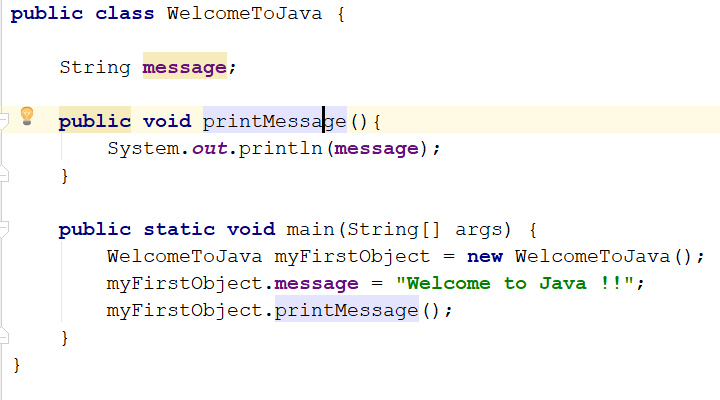 public class WelcomeToJava {
String message;
public void printMessage(){
System.out.println(message);
}
public static void main(String[] args) {
WelcomeToJava myFirstObject = new WelcomeToJava();
myFirstObject.message = "Welcome to Java !!";
myFirstObject.printMessage();
}
}